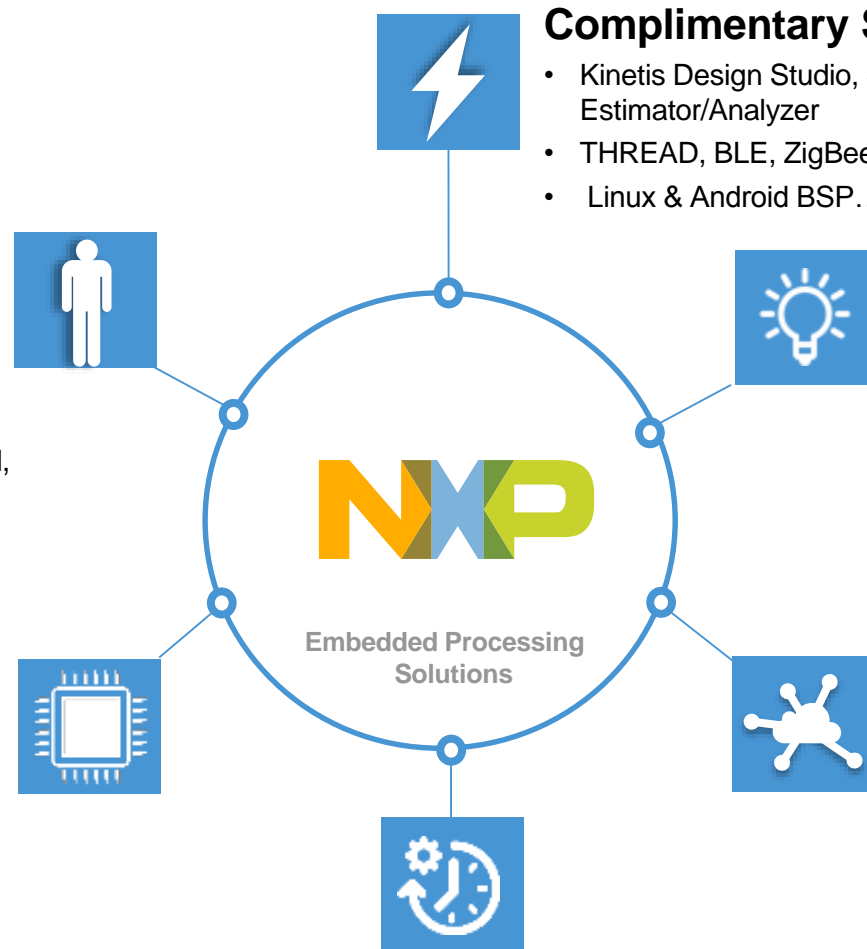 Complimentary S
• Kinetis Design Studio,
Estimator/Analyzer
• THREAD, BLE, ZigBee
• Linux & Android BSP.
,
NXP
Embedded Processing
Solutions